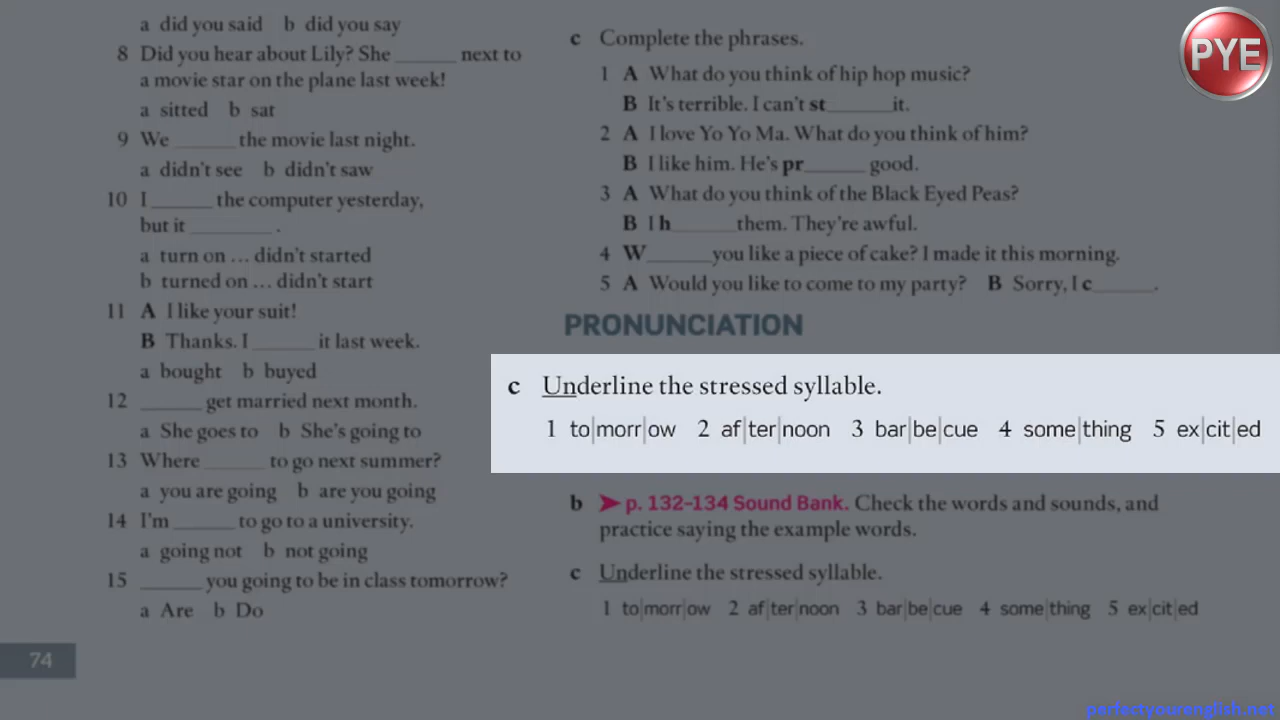 a did you said b did you say
8 Did you hear about Lily? She ______ next to
a movie star on the plane last week!
a sitted b sat
9 We ______ the movie last night.
a didn't see b didn't saw
10 I ______ the computer yesterday,
but it ________ .
a turn on ... didn't started
b turned on ... didn't start
11 A I like your suit!
B Thanks. I ______ it last week.
a bought b buyed
12 ______ get married next month.
a She goes to b She's going to
13 Where ______ to go next summer?
a you are going b are you going
14 I'm ______ to go to a university.
a going not b not going
15 ______ you going to be in class tomorrow?
a Are b Do
74
c Complete the phrases.
1 A What do you think of hip hop music?
B It's terrible. I can't st______ it.
2 A I love Yo Yo Ma. What do you think of him?
B I like him. He's pr______ good.
3 A What do you think of the Black Eyed Peas?
B I h______ them. They're awful.
4 W______ you like a piece of cake? I made it this morning.
5 A Would you like to come to my party? B Sorry, I c______.
PRONUNCIATION
c Underline the stressed syllable.
1 to|morr|ow 2 af|ter|noon 3 bar|be|cue 4 some|thing 5 ex|cit|ed
b ➤ p. 132–134 Sound Bank. Check the words and sounds, and
practice saying the example words.
c Underline the stressed syllable.
1 to|morr|ow 2 af|ter|noon 3 bar|be|cue 4 some|thing 5 ex|cit|ed
PYE
perfectyourenglish.net